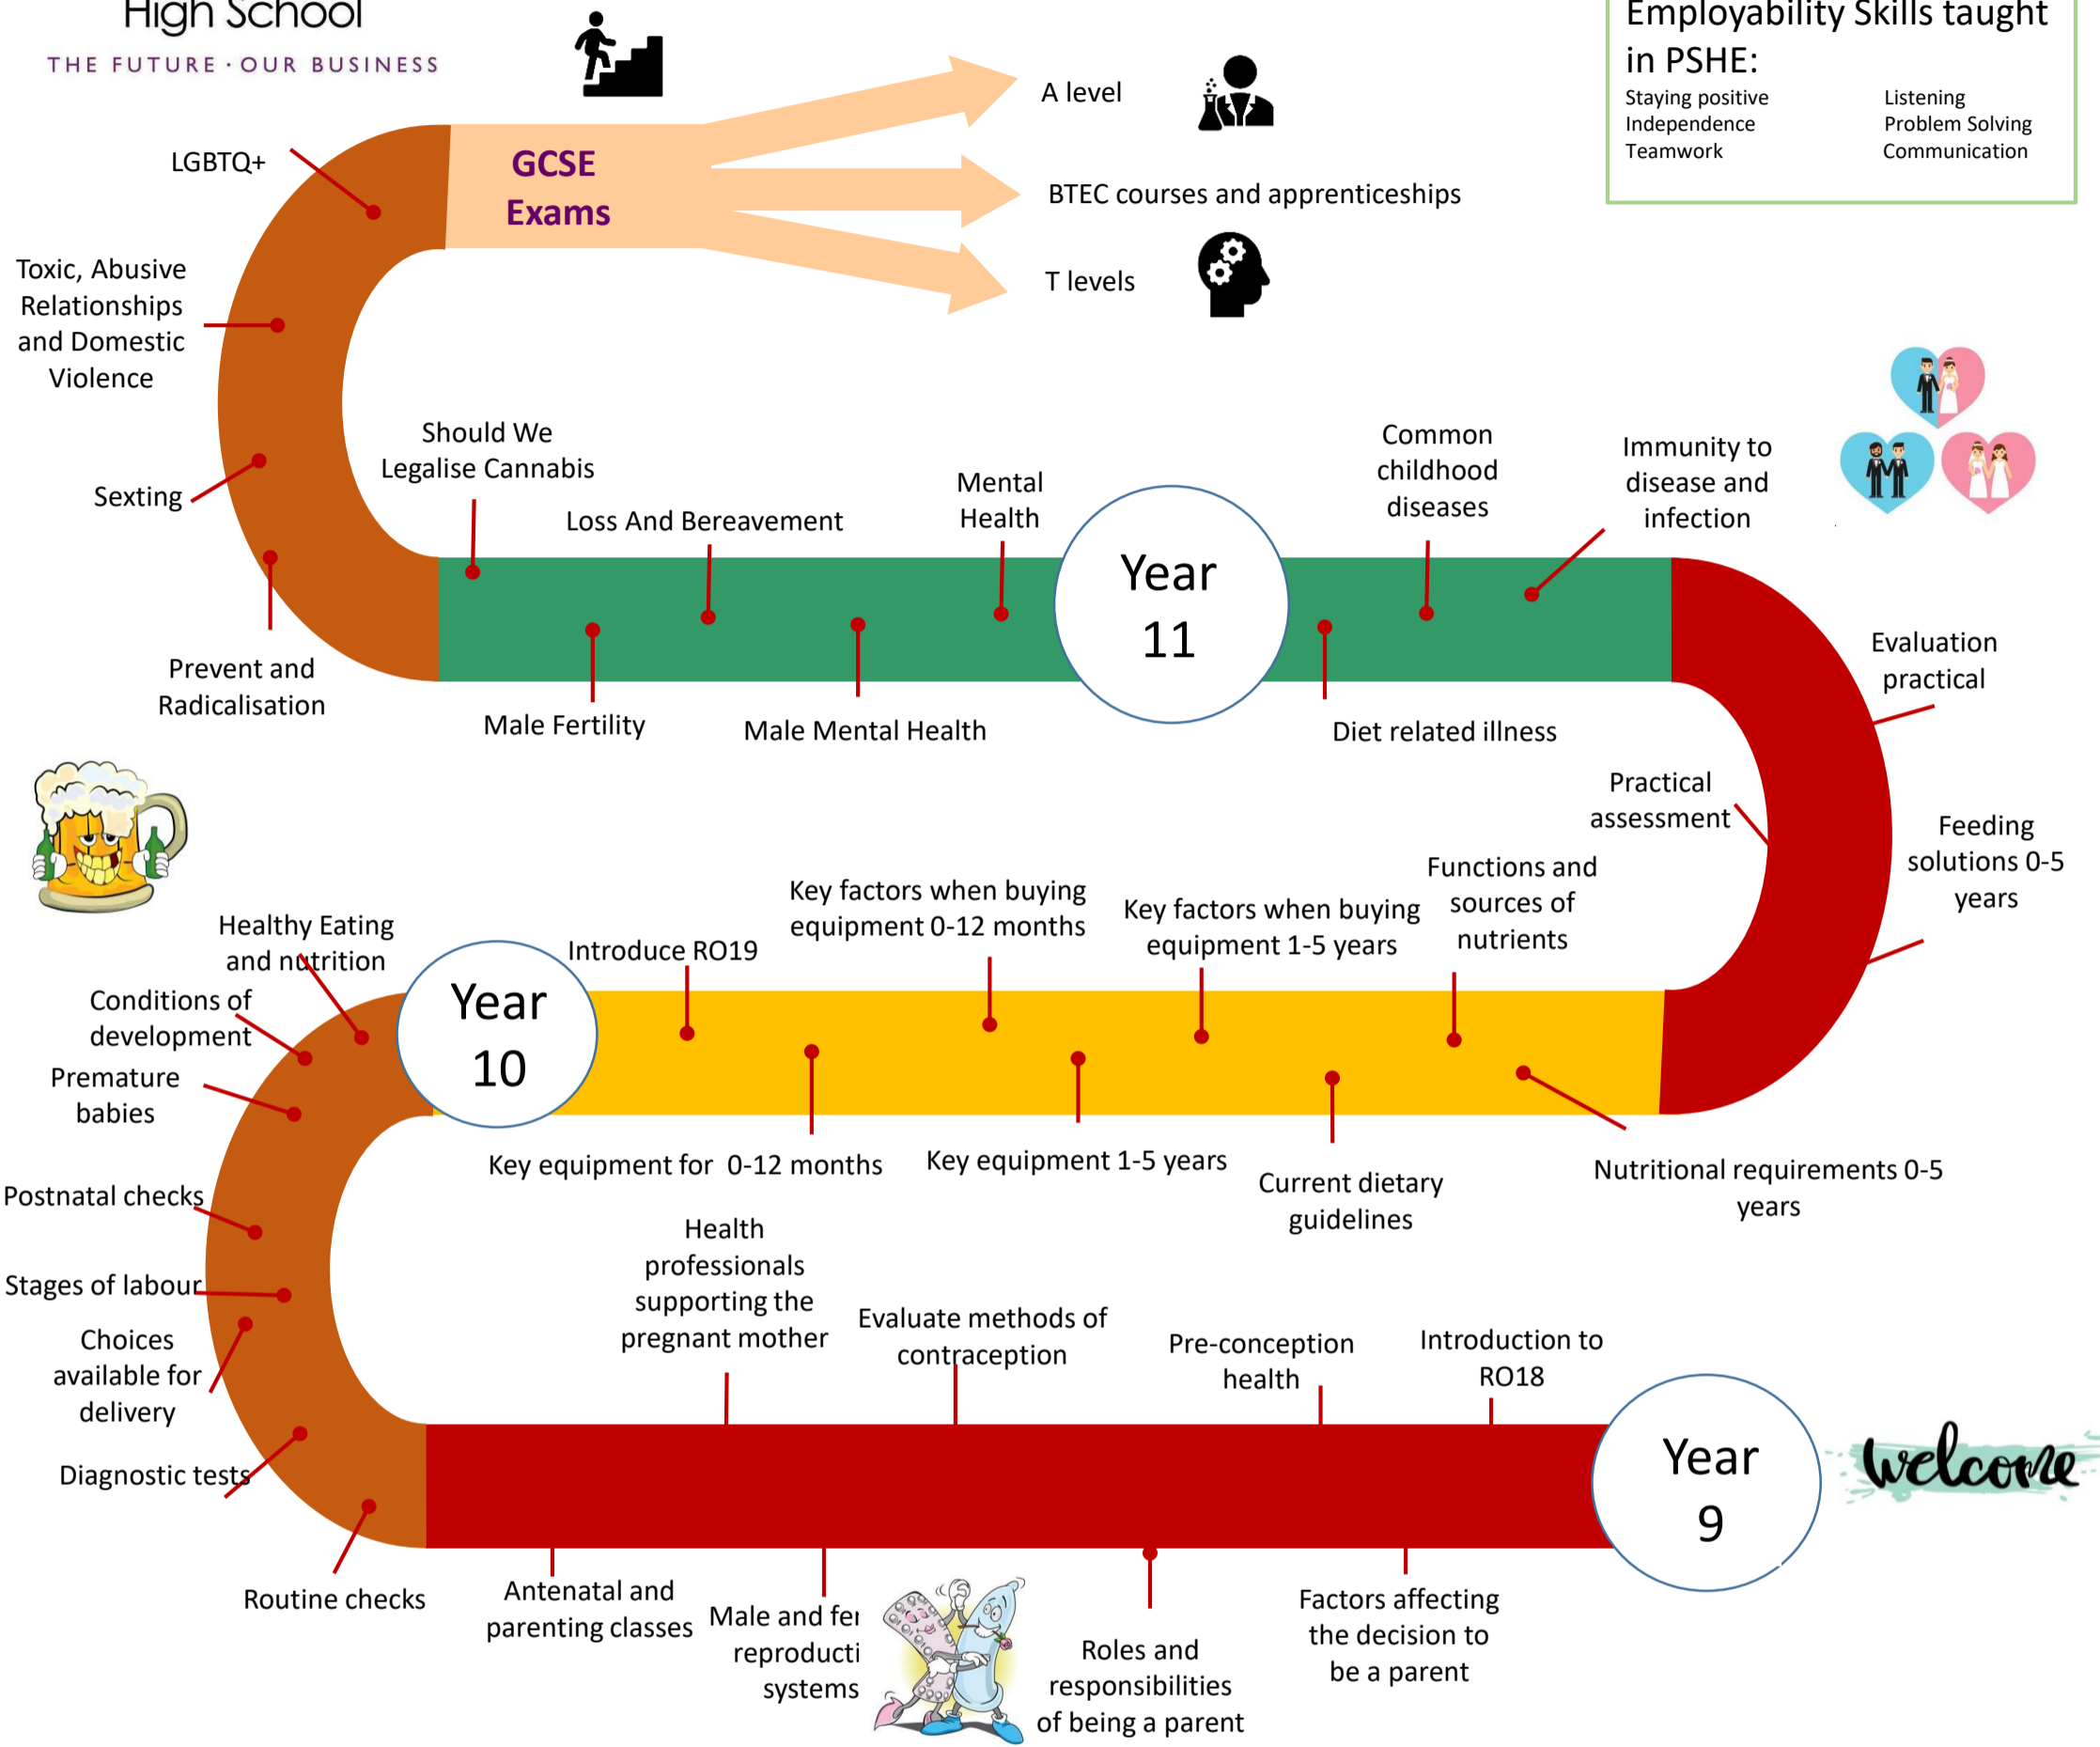 High School
THE FUTURE · OUR BUSINESS
Employability Skills taught
in PSHE:
Staying positive
Independence
Teamwork
Listening
Problem Solving
Communication
GCSE
Exams
A level
BTEC courses and apprenticeships
T levels
LGBTQ+
Toxic, Abusive
Relationships
and Domestic
Violence
Sexting
Prevent and
Radicalisation
Should We
Legalise Cannabis
Male Fertility
Loss And Bereavement
Male Mental Health
Mental
Health
Year
11
Diet related illness
Common
childhood
diseases
Immunity to
disease and
infection
Evaluation
practical
Practical
assessment
Feeding
solutions 0-5
years
Functions and
sources of
nutrients
Nutritional requirements 0-5
years
Key factors when buying
equipment 1-5 years
Current dietary
guidelines
Key factors when buying
equipment 0-12 months
Key equipment 1-5 years
Introduce RO19
Key equipment for 0-12 months
Year
10
Healthy Eating
and nutrition
Conditions of
development
Premature
babies
Postnatal checks
Stages of labour
Choices
available for
delivery
Diagnostic tests
Routine checks
Health
professionals
supporting the
pregnant mother
Antenatal and
parenting classes
Evaluate methods of
contraception
Male and
systems
Pre-conception
health
Roles and
responsibilities
of being a parent
Introduction to
RO18
Factors affecting
the decision to
be a parent
Year
9
welcome